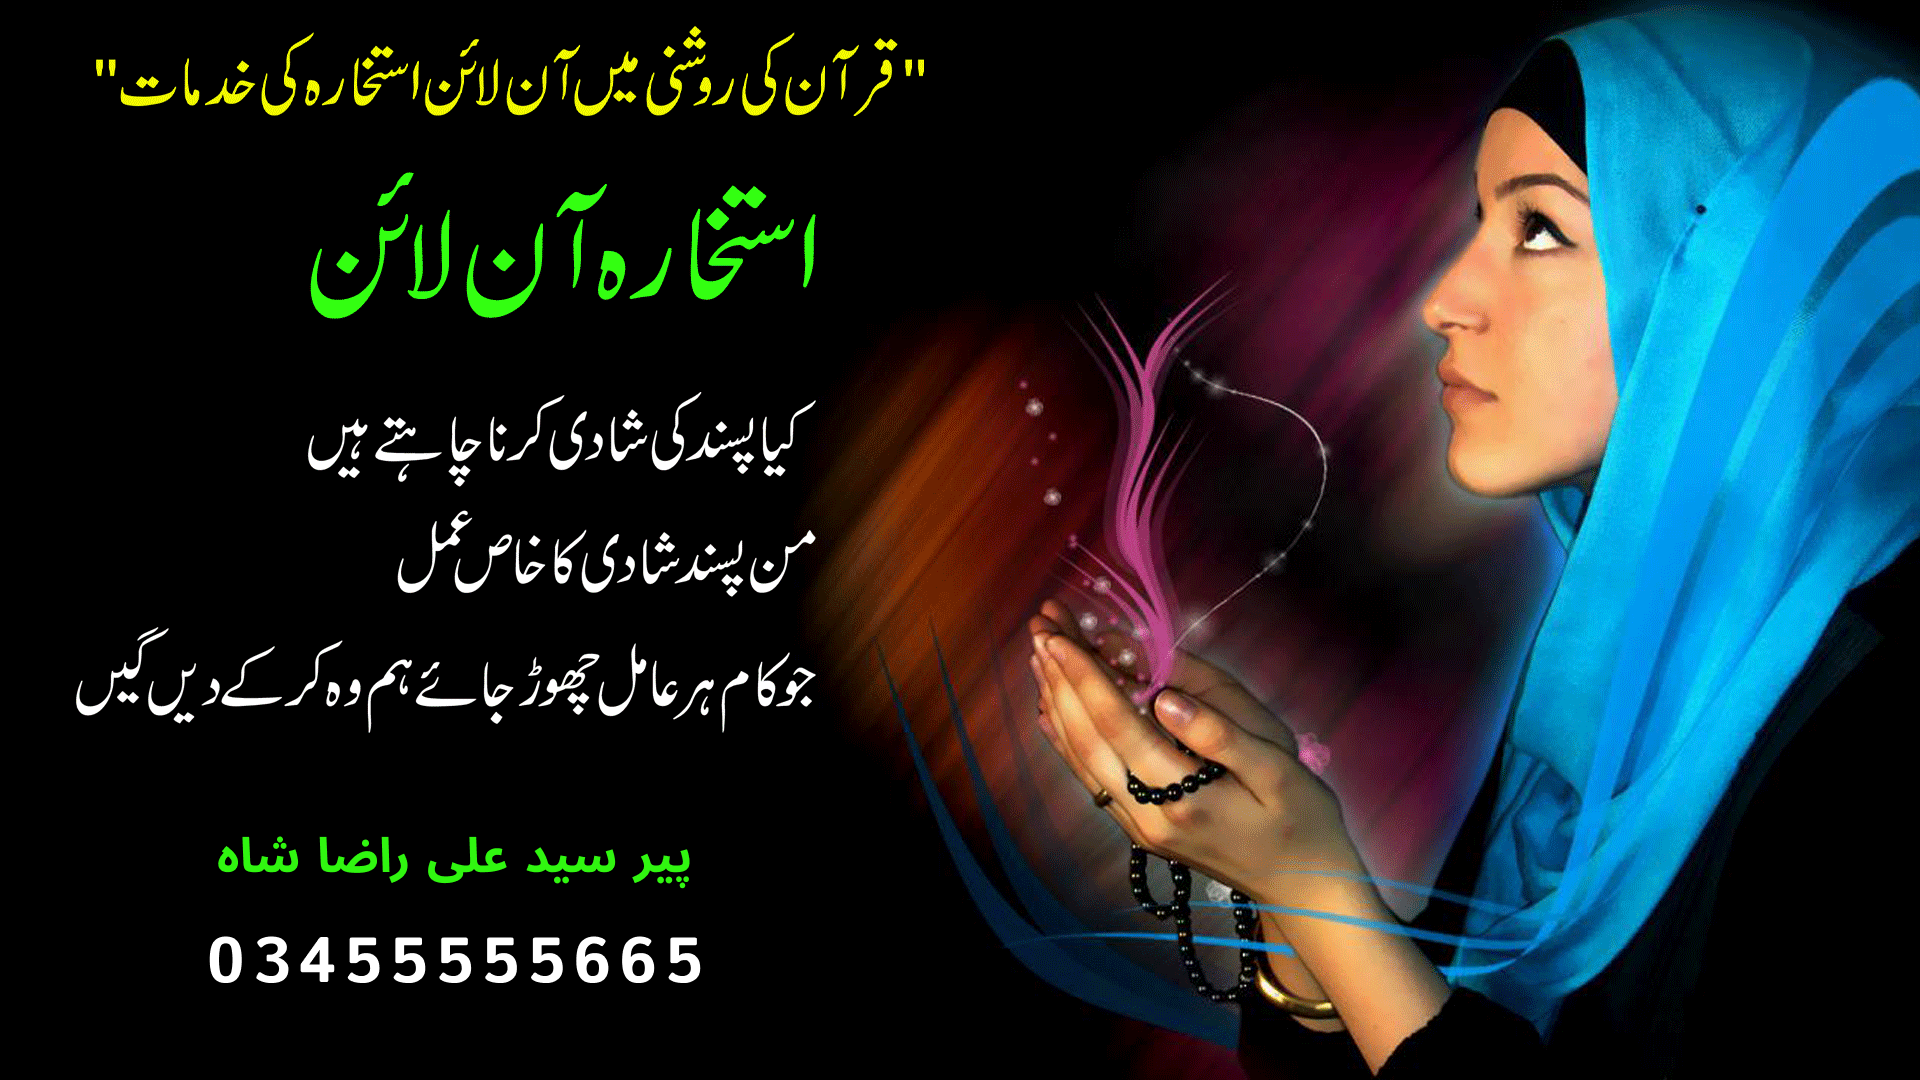 "قرآن کی روشنی میں آن لائن استخارہ کی خدمات"
استخارہ آن لائن
کیا پسند کی شادی کرنا چاہتے ہیں
من پسند شادی کا خاص عمل
جو کام ہر عامل چھوڑ جائے ہم وہ کر کے دیں گیں
پیر سید علی راضا شاہ
03455555665